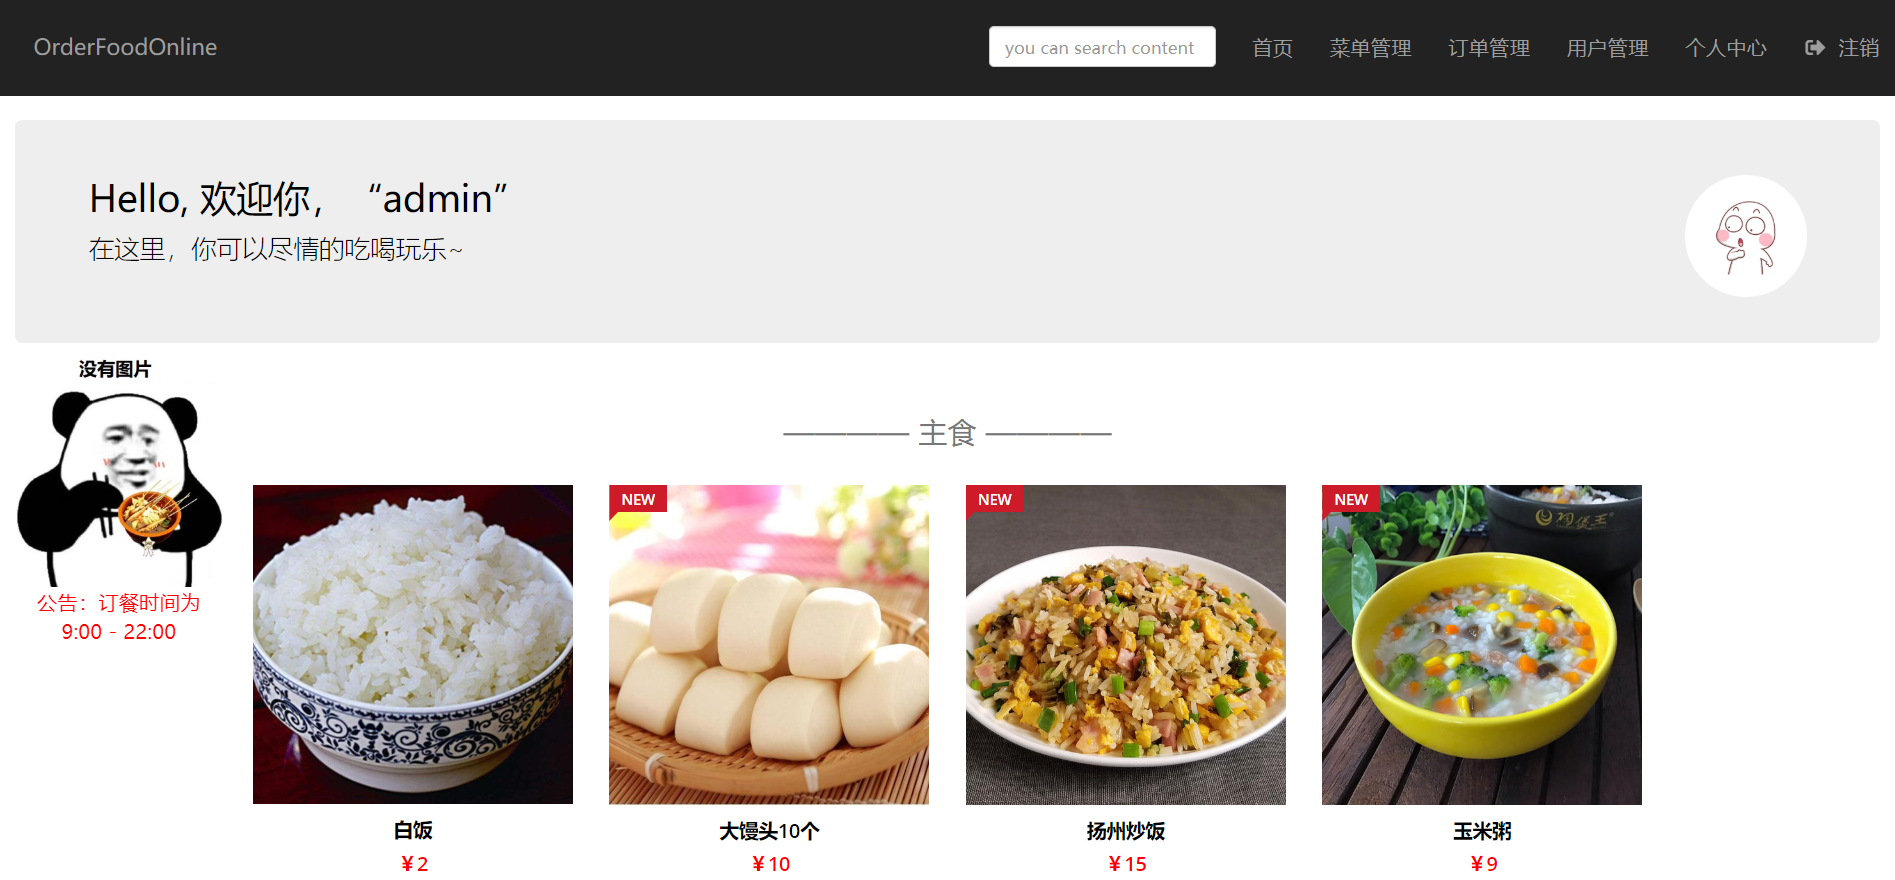 OrderFoodOnline
you can search content
首页
菜单管理
订单管理
用户管理
个人中心
注销
Hello, 欢迎你， “admin”
在这里，你可以尽情的吃喝玩乐~
没有图片
公告：订餐时间为
9:00 - 22:00
———— 主食 ————
白饭
¥ 2
NEW
大馒头10个
¥ 10
NEW
扬州炒饭
¥ 15
NEW
玉米粥
¥ 9